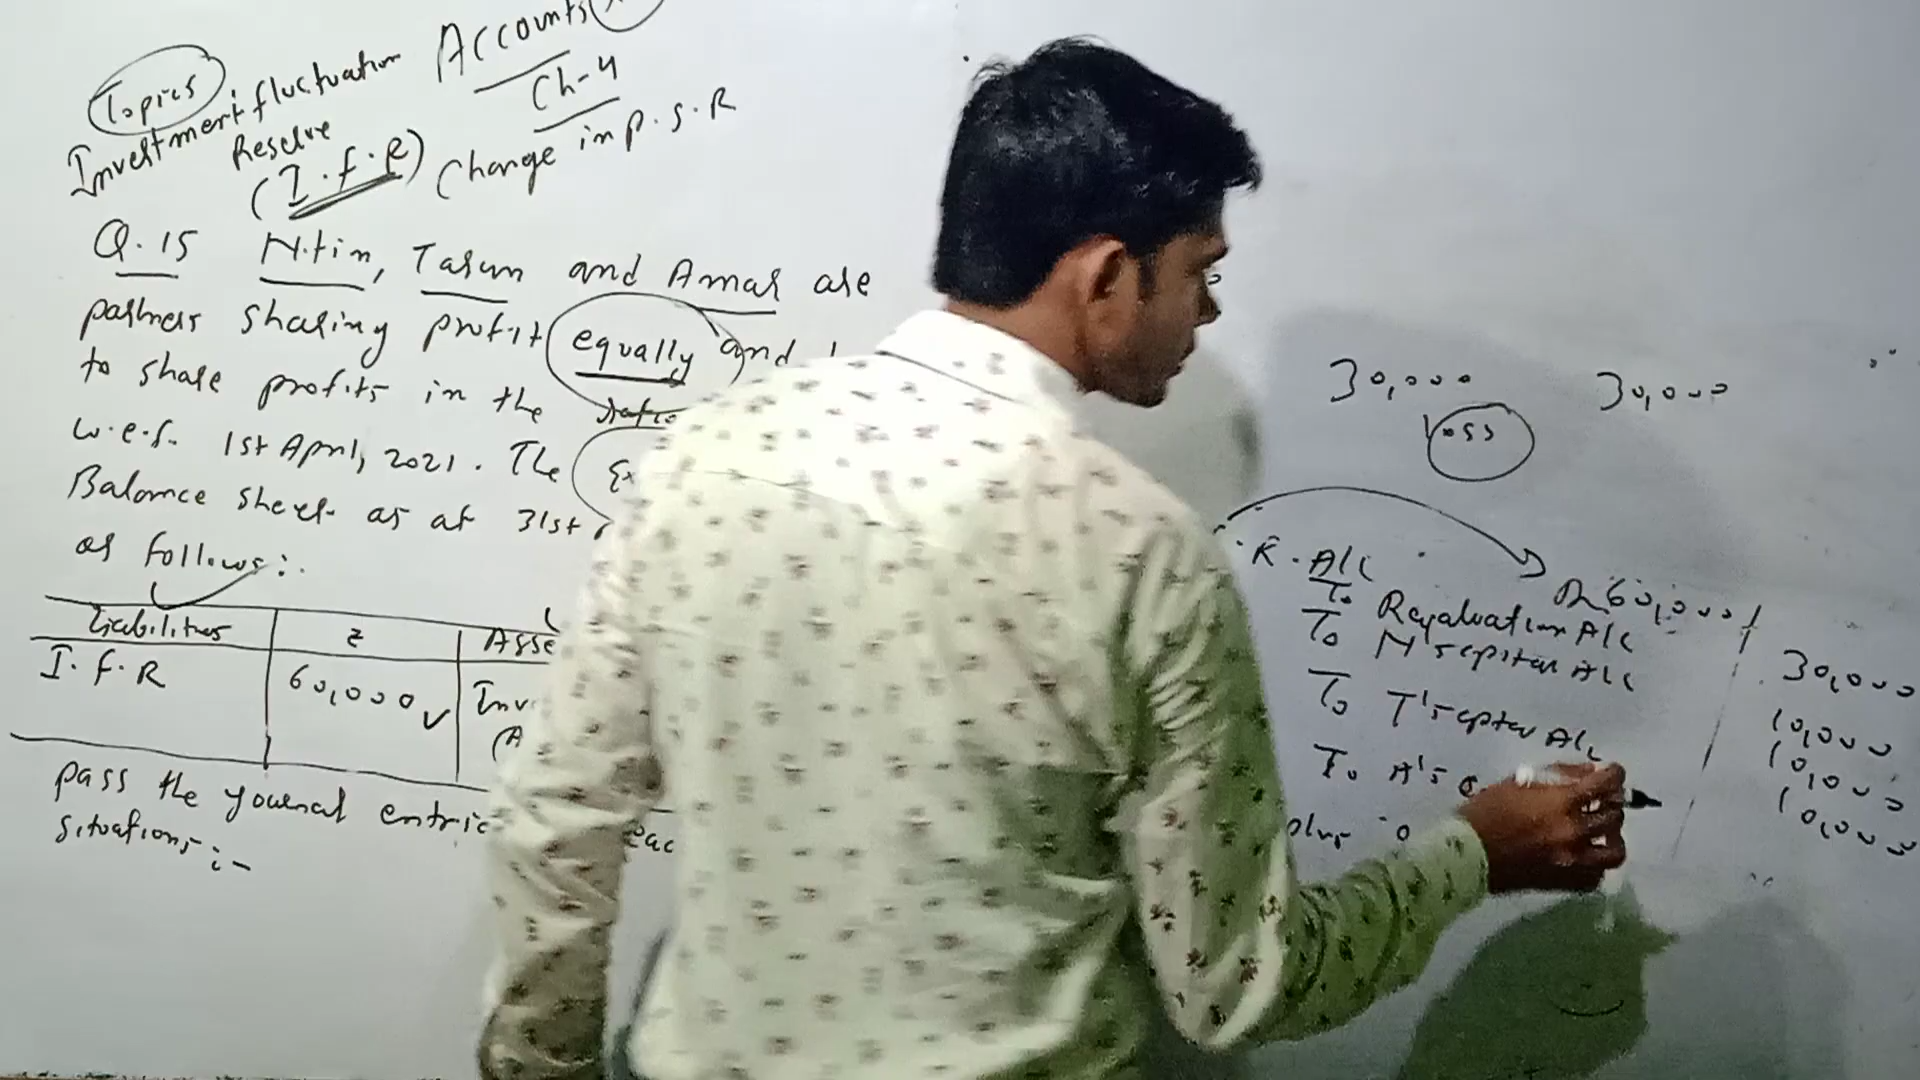 Topics
Investment fluctuation
Reserve
(I.F.R)
Accounts
Ch-4
Change in P.S.R
Q.15 Nitin, Tarun and Amar are
partners sharing profit equally and
to share profits in the ratio
w.e.f. 1st April, 2021. The
Balance sheet as at 31st
as follows:
Liabilities ₹ Asse
I.F.R 60,000 Inv
(A
pass the journal entrie eac
situations:-
30,000 30,000
loss
R. A/c Dr 60,000
To Revaluation A/c 30,000
To N's capital A/c 10,000
To T's capital A/c 10,000
To A's 10,000